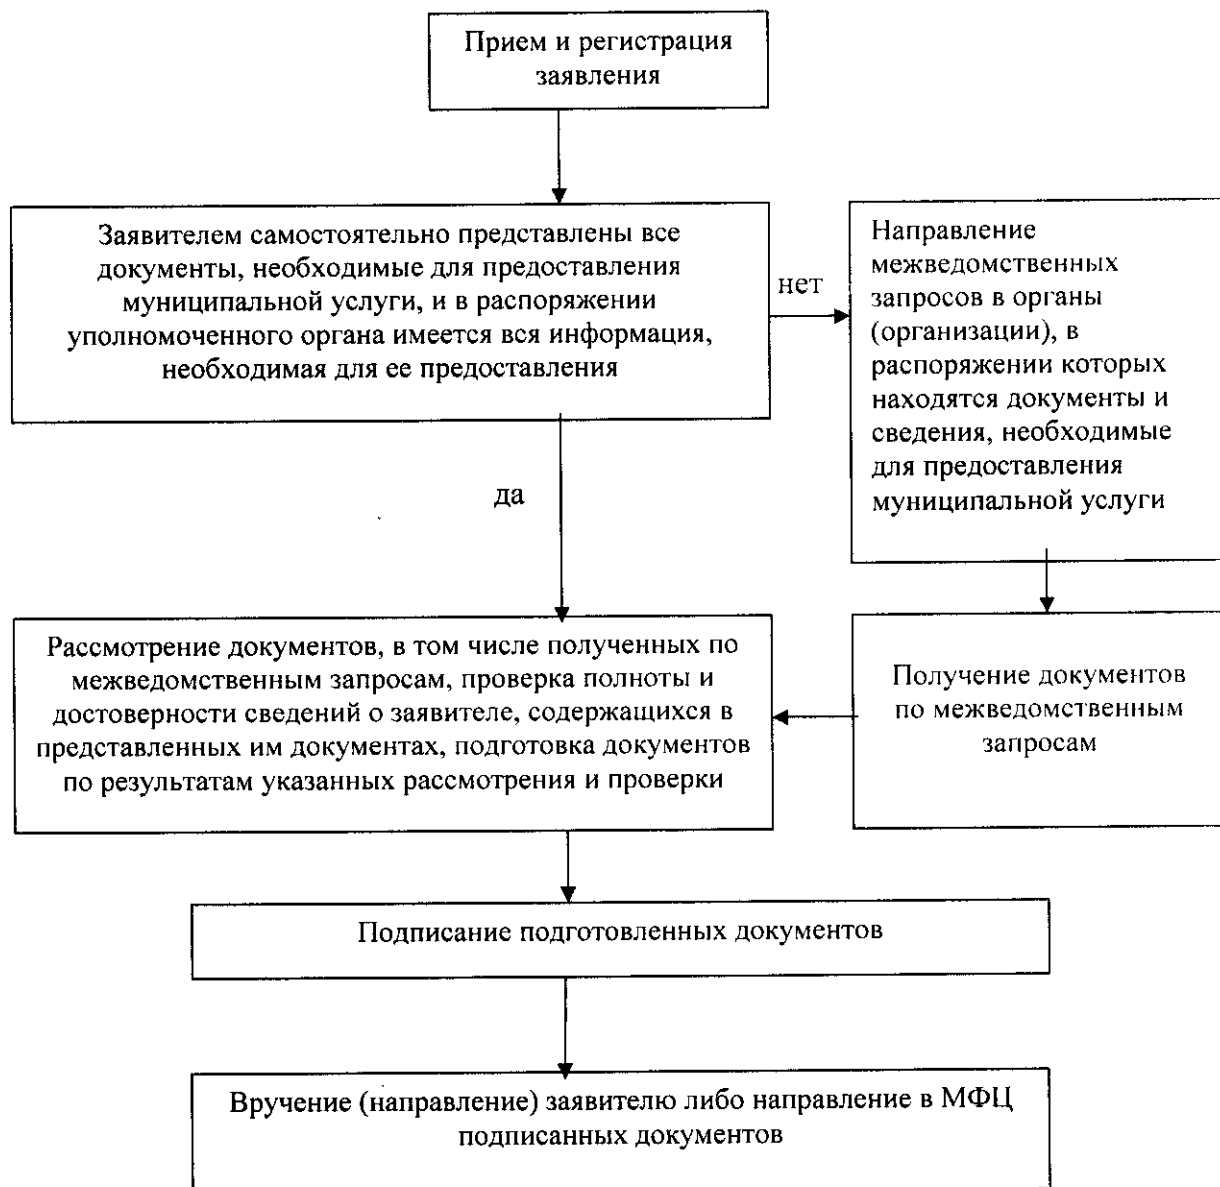 Прием и регистрация
заявления
Заявителем самостоятельно представлены все
документы, необходимые для предоставления
муниципальной услуги, и в распоряжении
уполномоченного органа имеется вся информация,
необходимая для ее предоставления
нет
Направление
межведомственных
запросов в органы
(организации), в
распоряжении которых
находятся документы и
сведения, необходимые
для предоставления
муниципальной услуги
да
Рассмотрение документов, в том числе полученных по
межведомственным запросам, проверка полноты и
достоверности сведений о заявителе, содержащихся в
представленных им документах, подготовка документов
по результатам указанных рассмотрения и проверки
Получение документов
по межведомственным
запросам
Подписание подготовленных документов
Вручение (направление) заявителю либо направление в МФЦ
подписанных документов